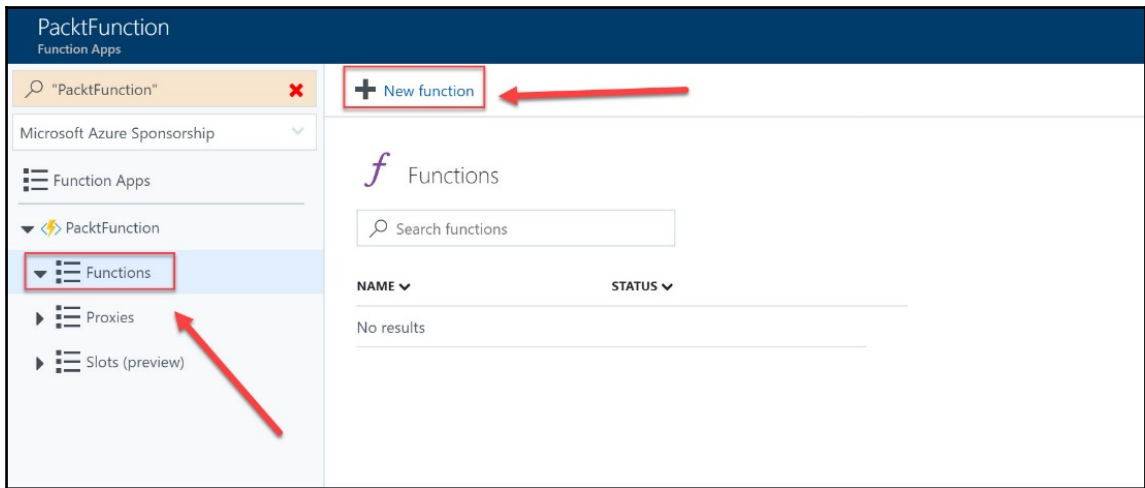 PacktFunction
Function Apps
"PacktFunction"
Microsoft Azure Sponsorship
Function Apps
PacktFunction
Functions
Proxies
Slots (preview)
New function
Functions
Search functions
NAME STATUS
No results